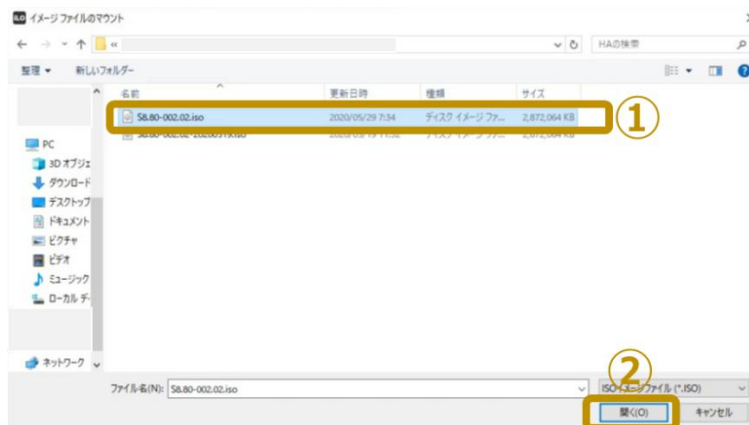 iLO イメージ ファイルのマウント
« HAの検索
整理 新しいフォルダー
名前 更新日時 種類 サイズ
S8.80-002.02.iso 2020/05/29 7:34 ディスク イメージ ファ... 2,872,064 KB
①
PC
3D オブジェ
ダウンロード
デスクトップ
ドキュメント
ピクチャ
ビデオ
ミュージック
ローカル デ
ネットワーク
②
ファイル名(N): S8.80-002.02.iso ISOイメージファイル (*.ISO)
開く(O) キャンセル